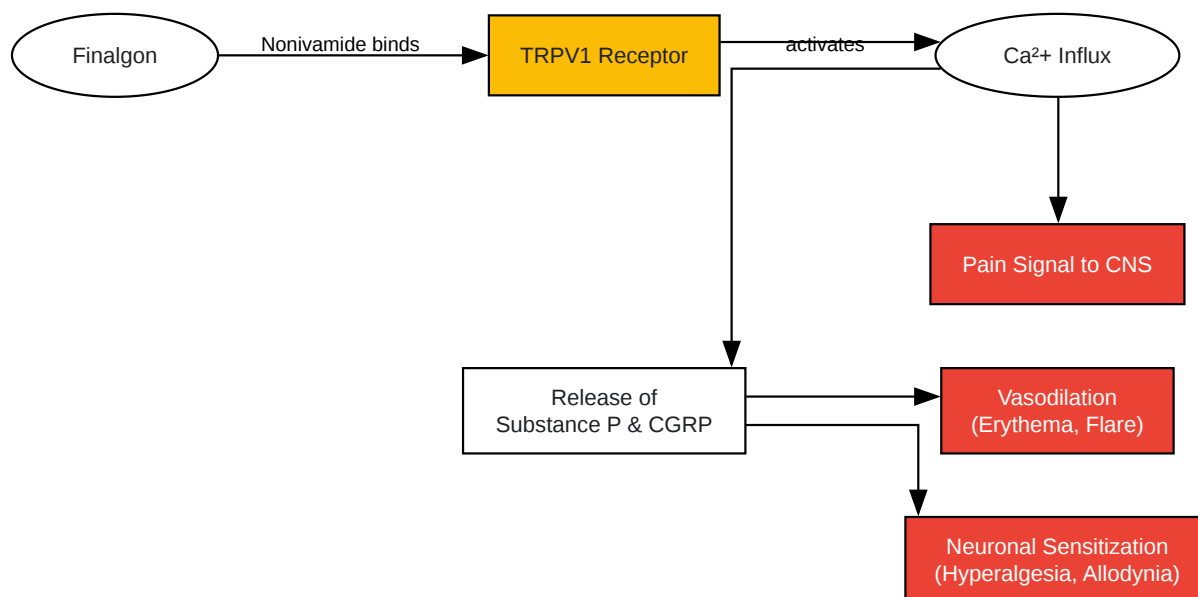 Finalgon
Nonivamide binds
TRPV1 Receptor
activates
Ca²+ Influx
Pain Signal to CNS
Release of
Substance P & CGRP
Vasodilation
(Erythema, Flare)
Neuronal Sensitization
(Hyperalgesia, Allodynia)